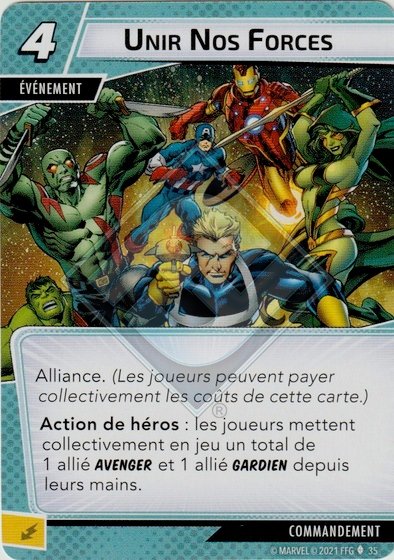 4
UNIR NOS FORCES
ÉVÉNEMENT
Alliance. (Les joueurs peuvent payer
collectivement les coûts de cette carte.)
Action de héros : les joueurs mettent
collectivement en jeu un total de
1 allié AVENGER et 1 allié GARDIEN depuis
leurs mains.
®
COMMANDEMENT
© MARVEL © 2021 FFG 35